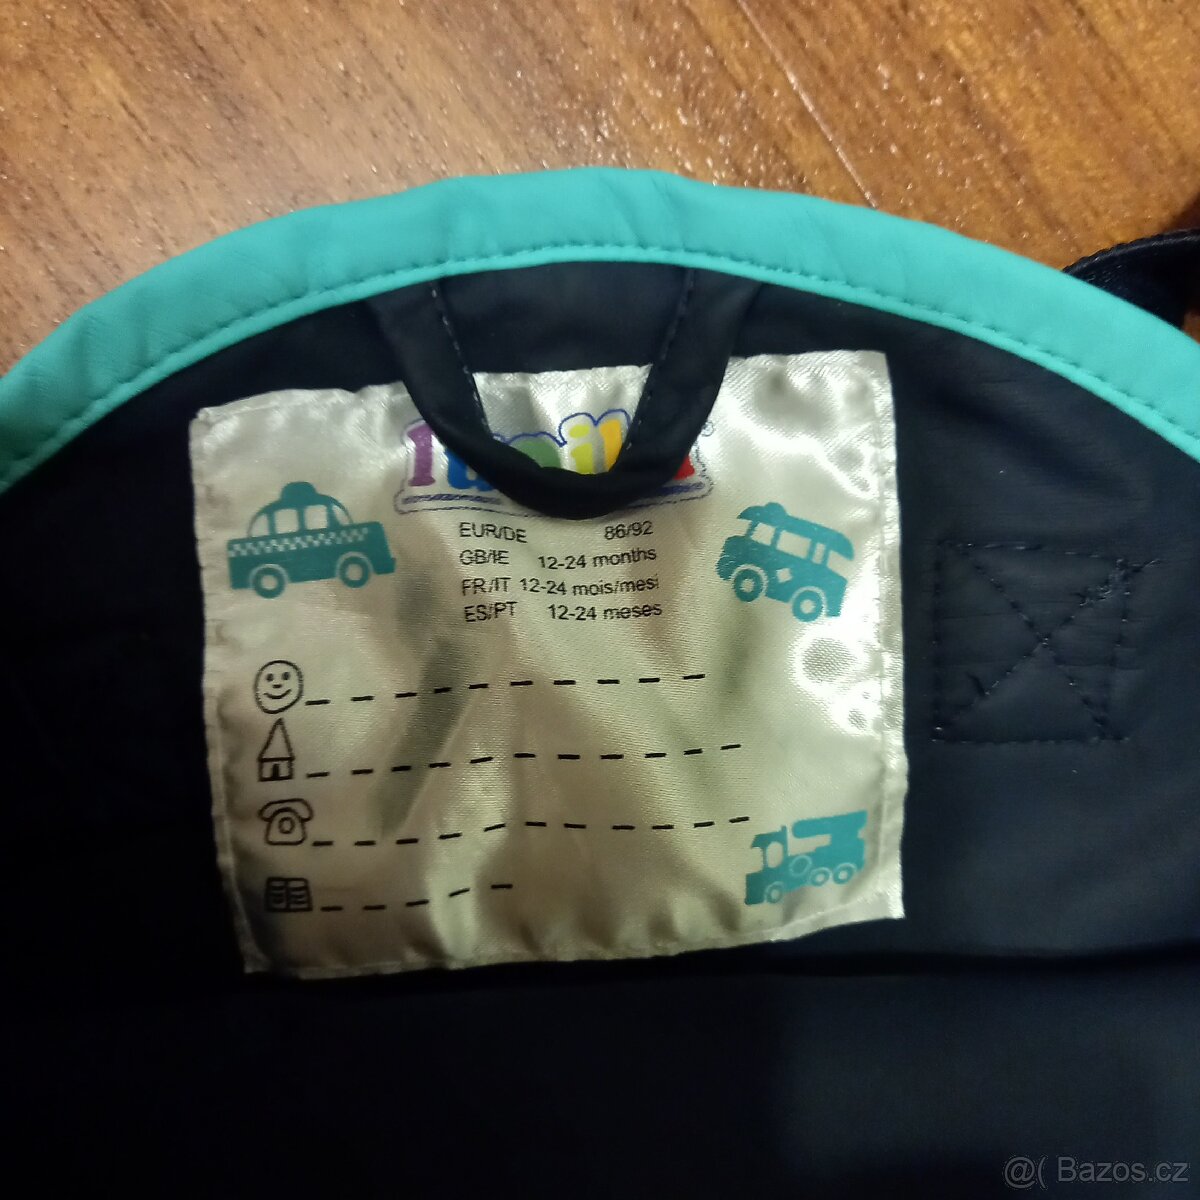 EUR/DE 86/92
GB/IE 12-24 months
FR/IT 12-24 mois/mesi
ES/PT 12-24 meses
@( Bazos.cz